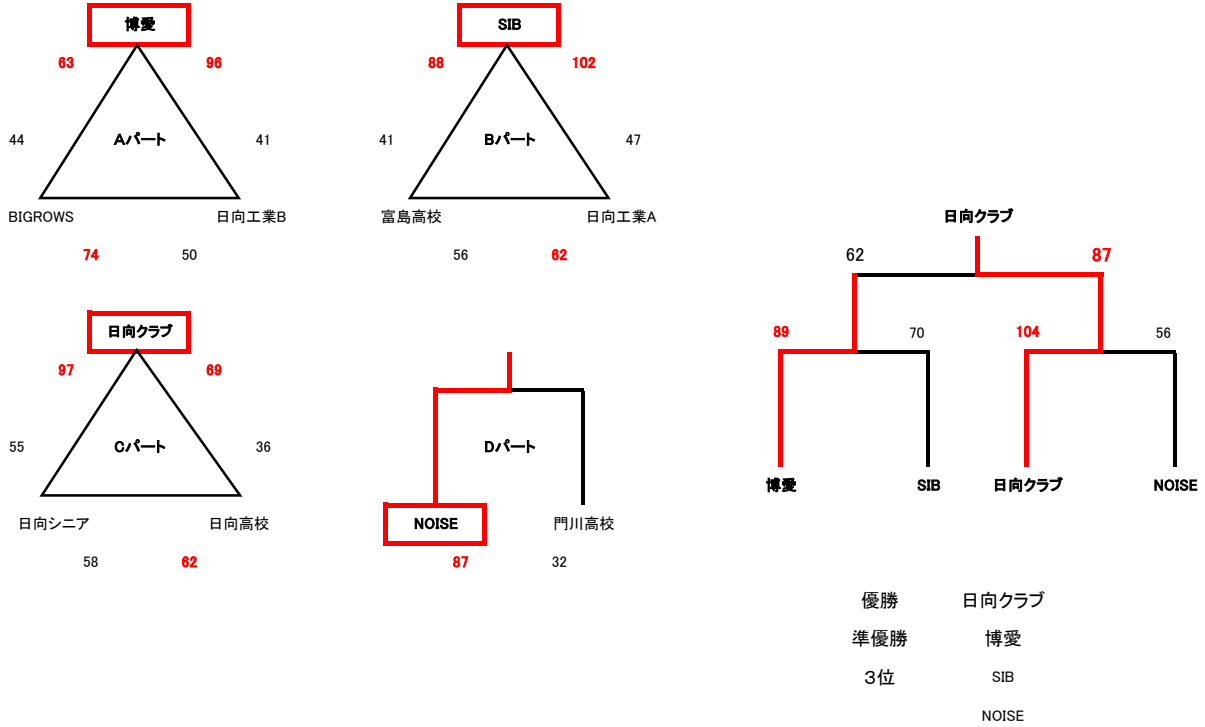 博愛
63 96
44 Aパート 41
BIGROWS 日向工業B
74 50
SIB
88 102
41 Bパート 47
富島高校 日向工業A
56 62
日向クラブ
97 69
55 Cパート 36
日向シニア 日向高校
58 62
Dパート
NOISE 門川高校
87 32
日向クラブ
62 87
89 70 104 56
博愛 SIB 日向クラブ NOISE
優勝 日向クラブ
準優勝 博愛
3位 SIB
NOISE